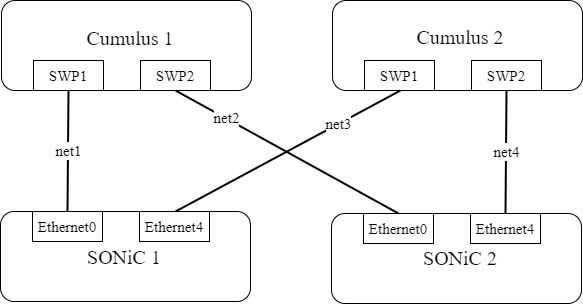 Cumulus 1
Cumulus 2
SWP1
SWP2
SWP1
SWP2
net2
net3
net1
net4
Ethernet0
Ethernet4
Ethernet0
Ethernet4
SONiC 1
SONiC 2